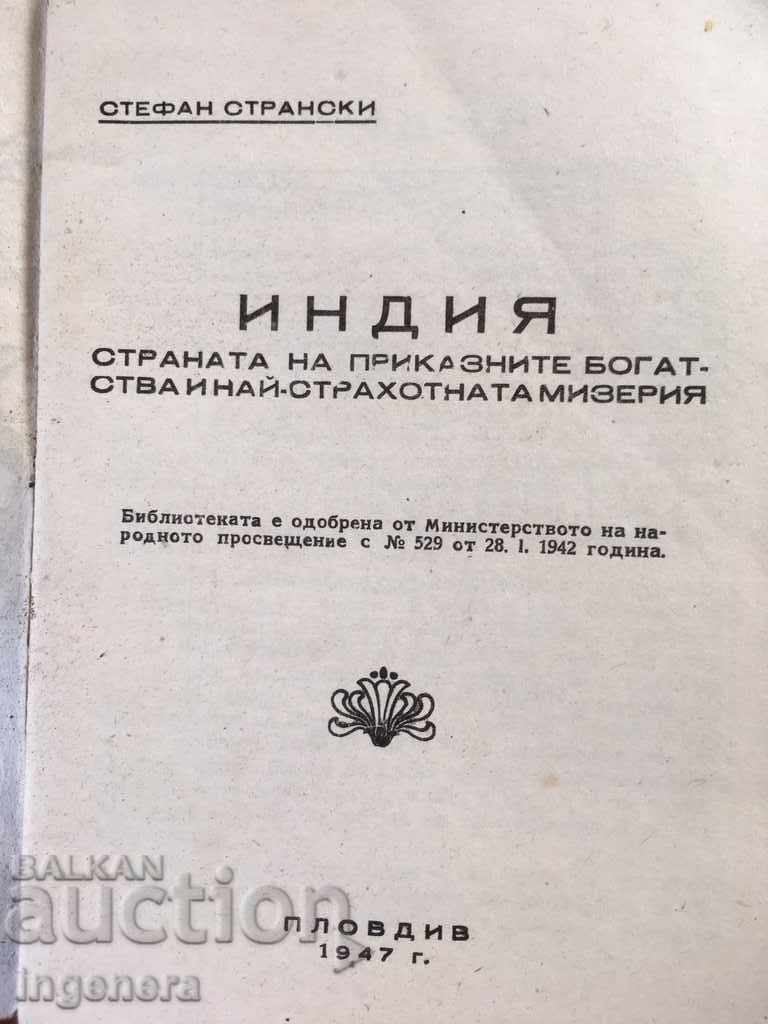 СТЕФАН СТРАНСКИ
ИНДИЯ
СТРАНАТА НА ПРИКАЗНИТЕ БОГАТ-
СТВА И НАЙ-СТРАХОТНАТА МИЗЕРИЯ
Библиотеката е одобрена от Министерството на на-
родното просвещение с № 529 от 28. I. 1942 година.
ПЛОВДИВ
1947 г.
BALKAN
auction
ingenera